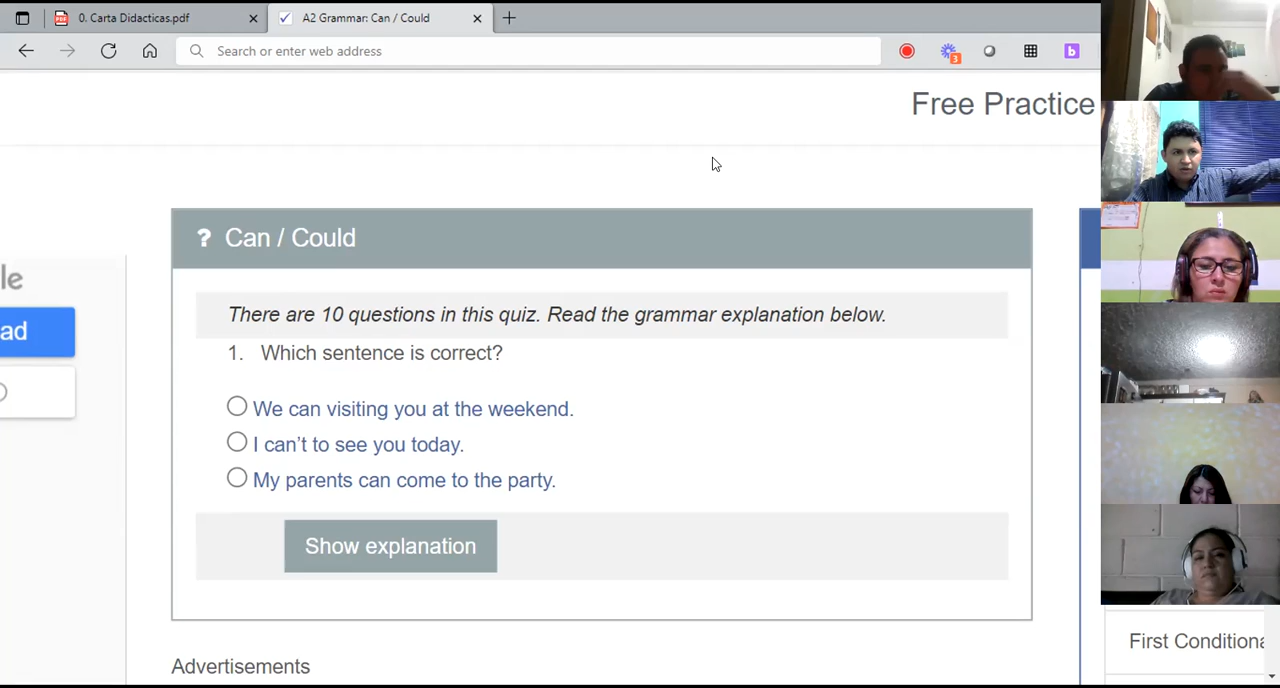 0. Carta Didacticas.pdf
A2 Grammar: Can / Could
Search or enter web address
3
b
Free Practice
? Can / Could
le
ad
There are 10 questions in this quiz. Read the grammar explanation below.
1. Which sentence is correct?
We can visiting you at the weekend.
I can’t to see you today.
My parents can come to the party.
Show explanation
Advertisements
First Conditiona